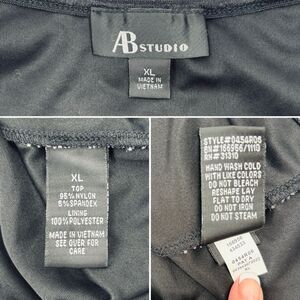 AB STUDIO
XL
MADE IN
VIETNAM
XL
TOP
95% NYLON
5% SPANDEX
LINING
100% POLYESTER
MADE IN VIETNAM
SEE OVER FOR
CARE
STYLE#0454R06
RN#31310
HAND WASH COLD
WITH LIKE COLORS
DO NOT BLEACH
RESHAPE LAY
FLAT TO DRY
DO NOT IRON
DO NOT STEAM
XL